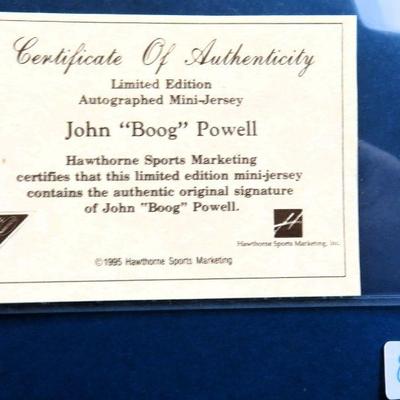 Certificate Of Authenticity
Limited Edition
Autographed Mini-Jersey
John "Boog" Powell
Hawthorne Sports Marketing
certifies that this limited edition mini-jersey
contains the authentic original signature
of John "Boog" Powell.
Hawthorne Sports Marketing, Inc.
©1995 Hawthorne Sports Marketing